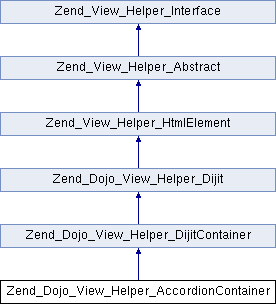 Zend_View_Helper_Interface
Zend_View_Helper_Abstract
Zend_View_Helper_HtmlElement
Zend_Dojo_View_Helper_Dijit
Zend_Dojo_View_Helper_DijitContainer
Zend_Dojo_View_Helper_AccordionContainer